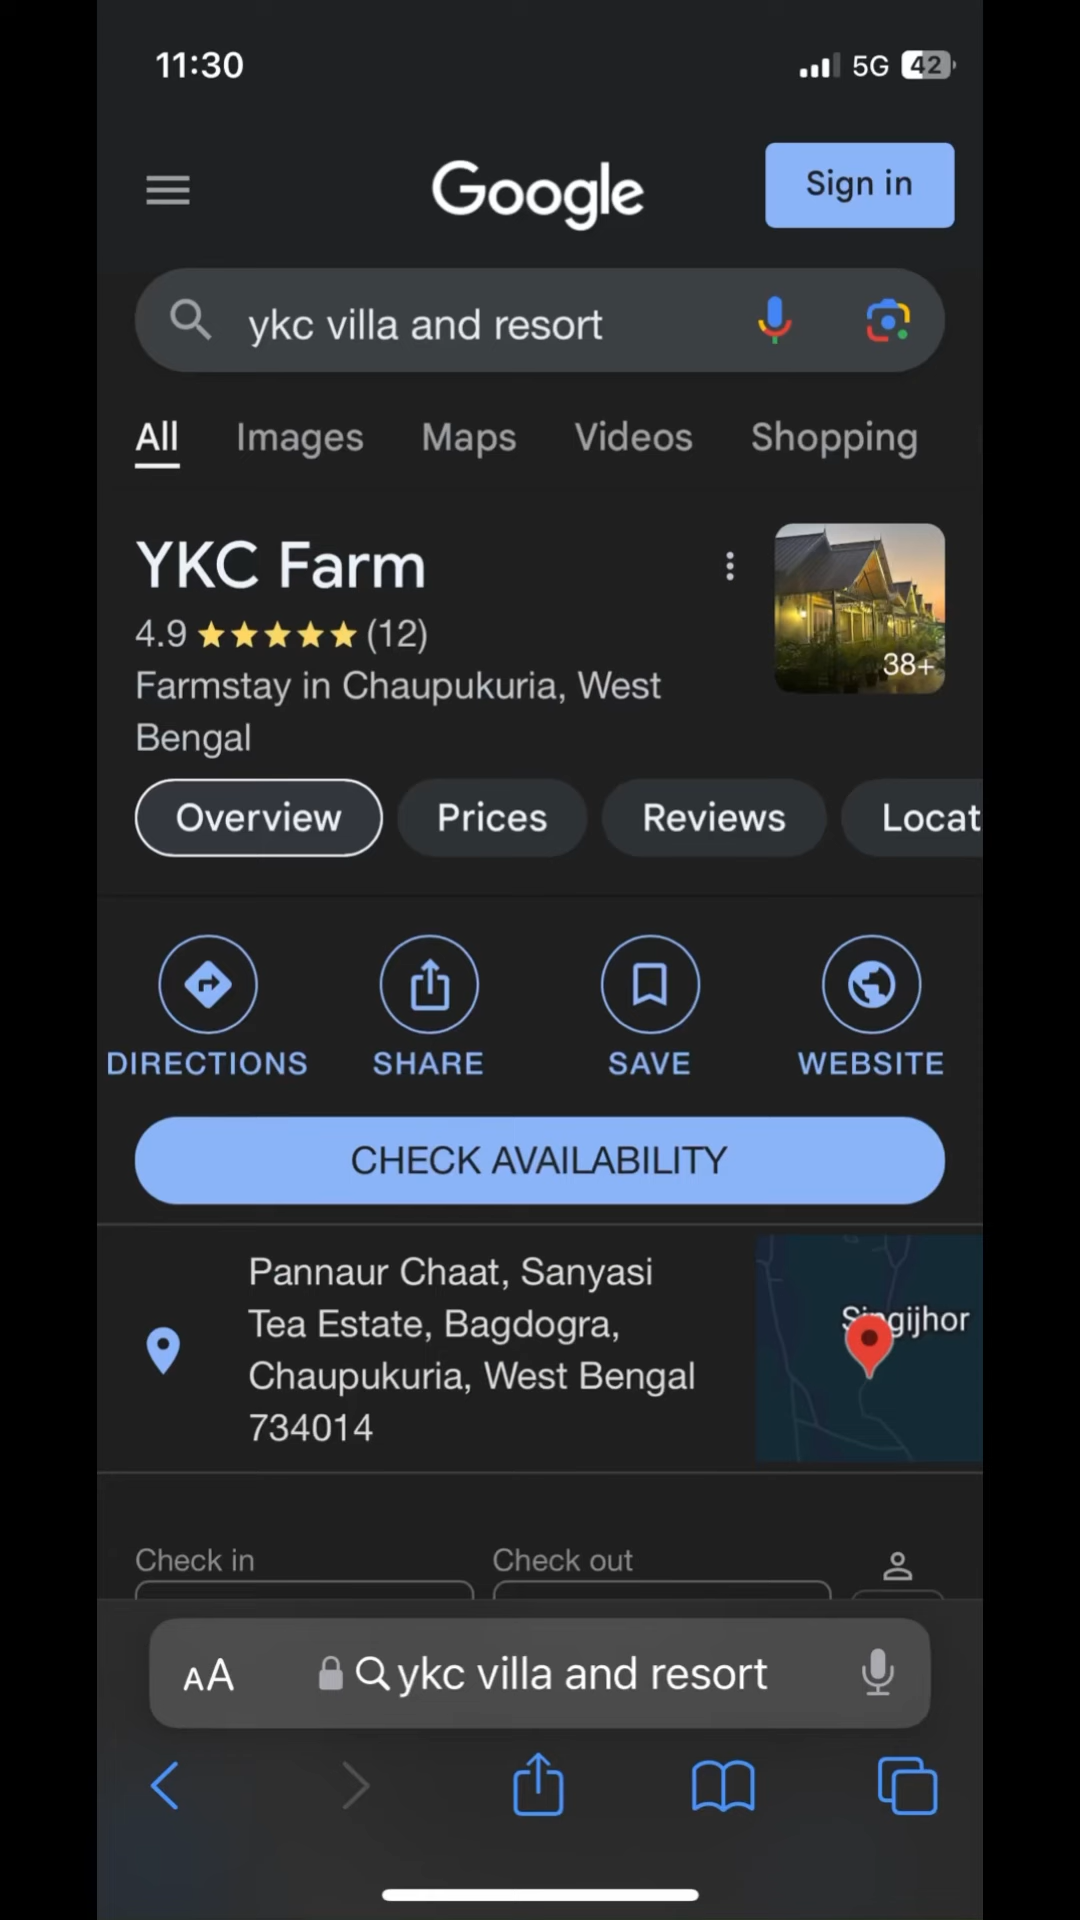 11:30
5G 42
Google
Sign in
ykc villa and resort
All Images Maps Videos Shopping
YKC Farm
4.9 (12)
38+
Farmstay in Chaupukuria, West
Bengal
Overview Prices Reviews Locat
DIRECTIONS SHARE SAVE WEBSITE
CHECK AVAILABILITY
Pannaur Chaat, Sanyasi
Tea Estate, Bagdogra,
Chaupukuria, West Bengal
734014
Singijhor
Check in Check out
AA ykc villa and resort